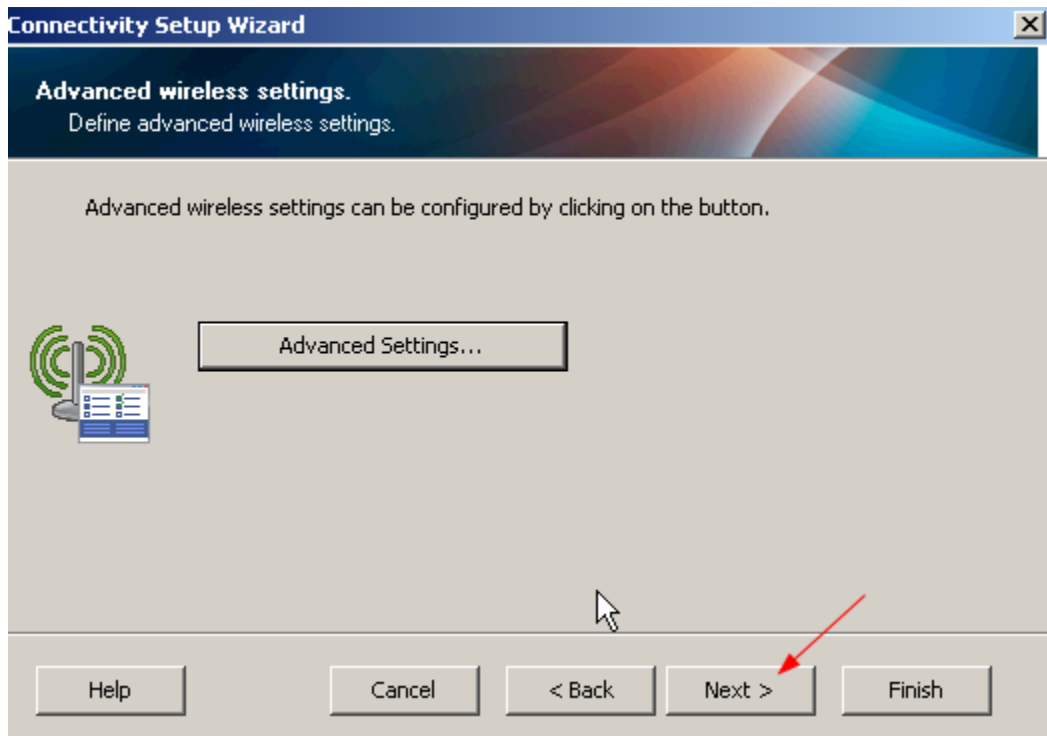 Connectivity Setup Wizard
Advanced wireless settings.
Define advanced wireless settings.
Advanced wireless settings can be configured by clicking on the button.
Advanced Settings...
Help
Cancel
< Back
Next >
Finish